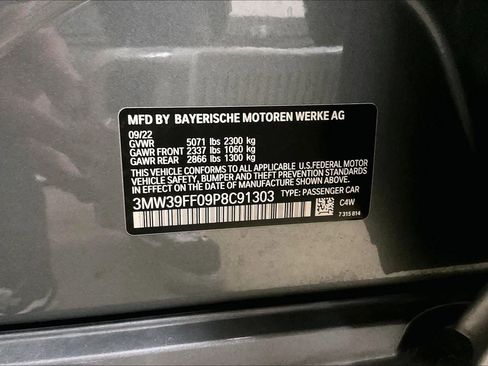 MFD BY BAYERISCHE MOTOREN WERKE AG
09/22
GVWR 5071 lbs 2300 kg
GAWR FRONT 2337 lbs 1060 kg
GAWR REAR 2866 lbs 1300 kg
THIS VEHICLE CONFORMS TO ALL APPLICABLE U.S.FEDERAL MOTOR
VEHICLE SAFETY, BUMPER AND THEFT PREVENTION STANDARDS
IN EFFECT ON THE DATE OF MANUFACTURE SHOWN ABOVE.
3MW39FF09P8C91303 TYPE: PASSENGER CAR
C4W
7 315 814